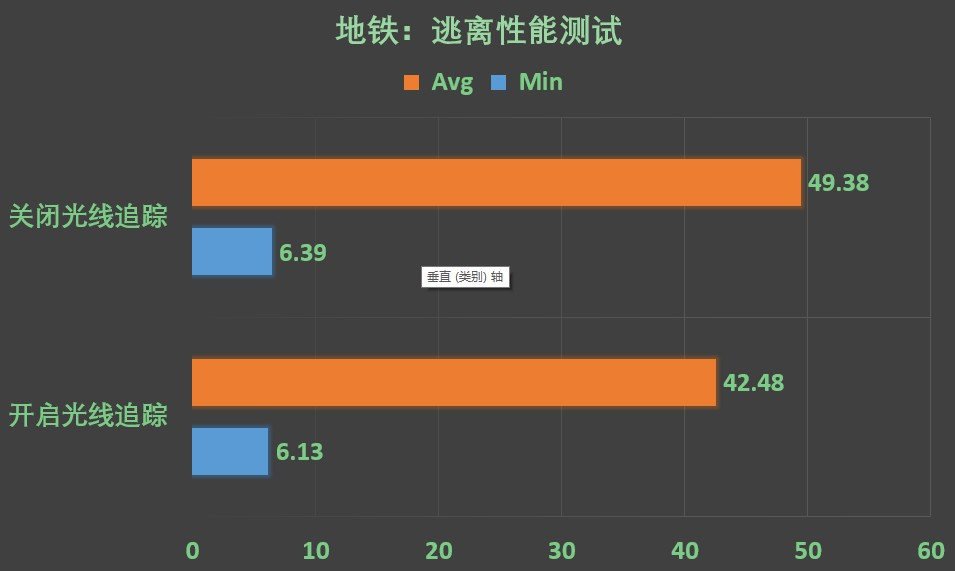 地铁：逃离性能测试
Avg Min
关闭光线追踪
49.38
6.39
垂直 (类别) 轴
开启光线追踪
42.48
6.13
0 10 20 30 40 50 60